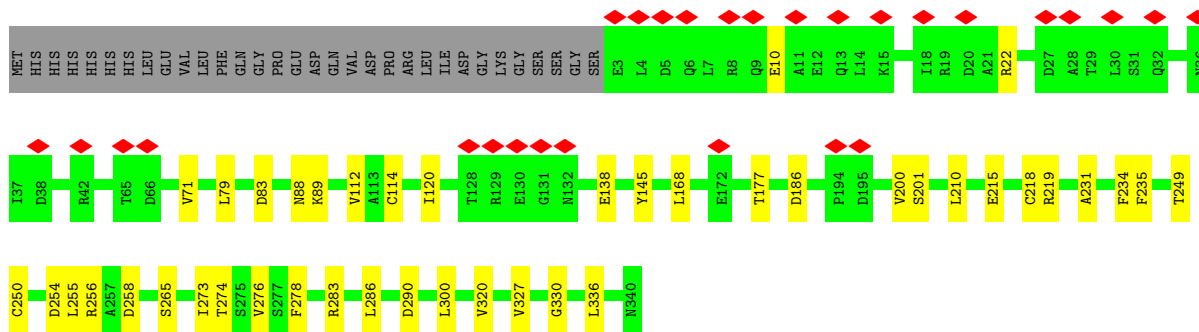 MET HIS HIS HIS HIS HIS HIS LEU GLU VAL LEU PHE GLN GLY PRO GLU ASP GLN VAL ASP PRO ARG LEU ILE ASP GLY LYS GLY SER SER GLY SER E3 L4 D5 Q6 L7 R8 Q9 E10 A11 E12 Q13 L14 K15 I18 R19 D20 A21 R22 D27 A28 T29 L30 S31 Q32
I37 D38 R42 T65 D66 V71 L79 D83 N88 K89 V112 A113 C114 I120 T128 R129 E130 G131 N132 E138 Y145 L168 E172 T177 D186 P194 D195 V200 S201 L210 E215 C218 R219 A231 F234 F235 T249
C250 D254 L255 R256 A257 D258 S265 I273 T274 S275 V276 S277 F278 R283 L286 D290 L300 V320 V327 G330 L336 N340